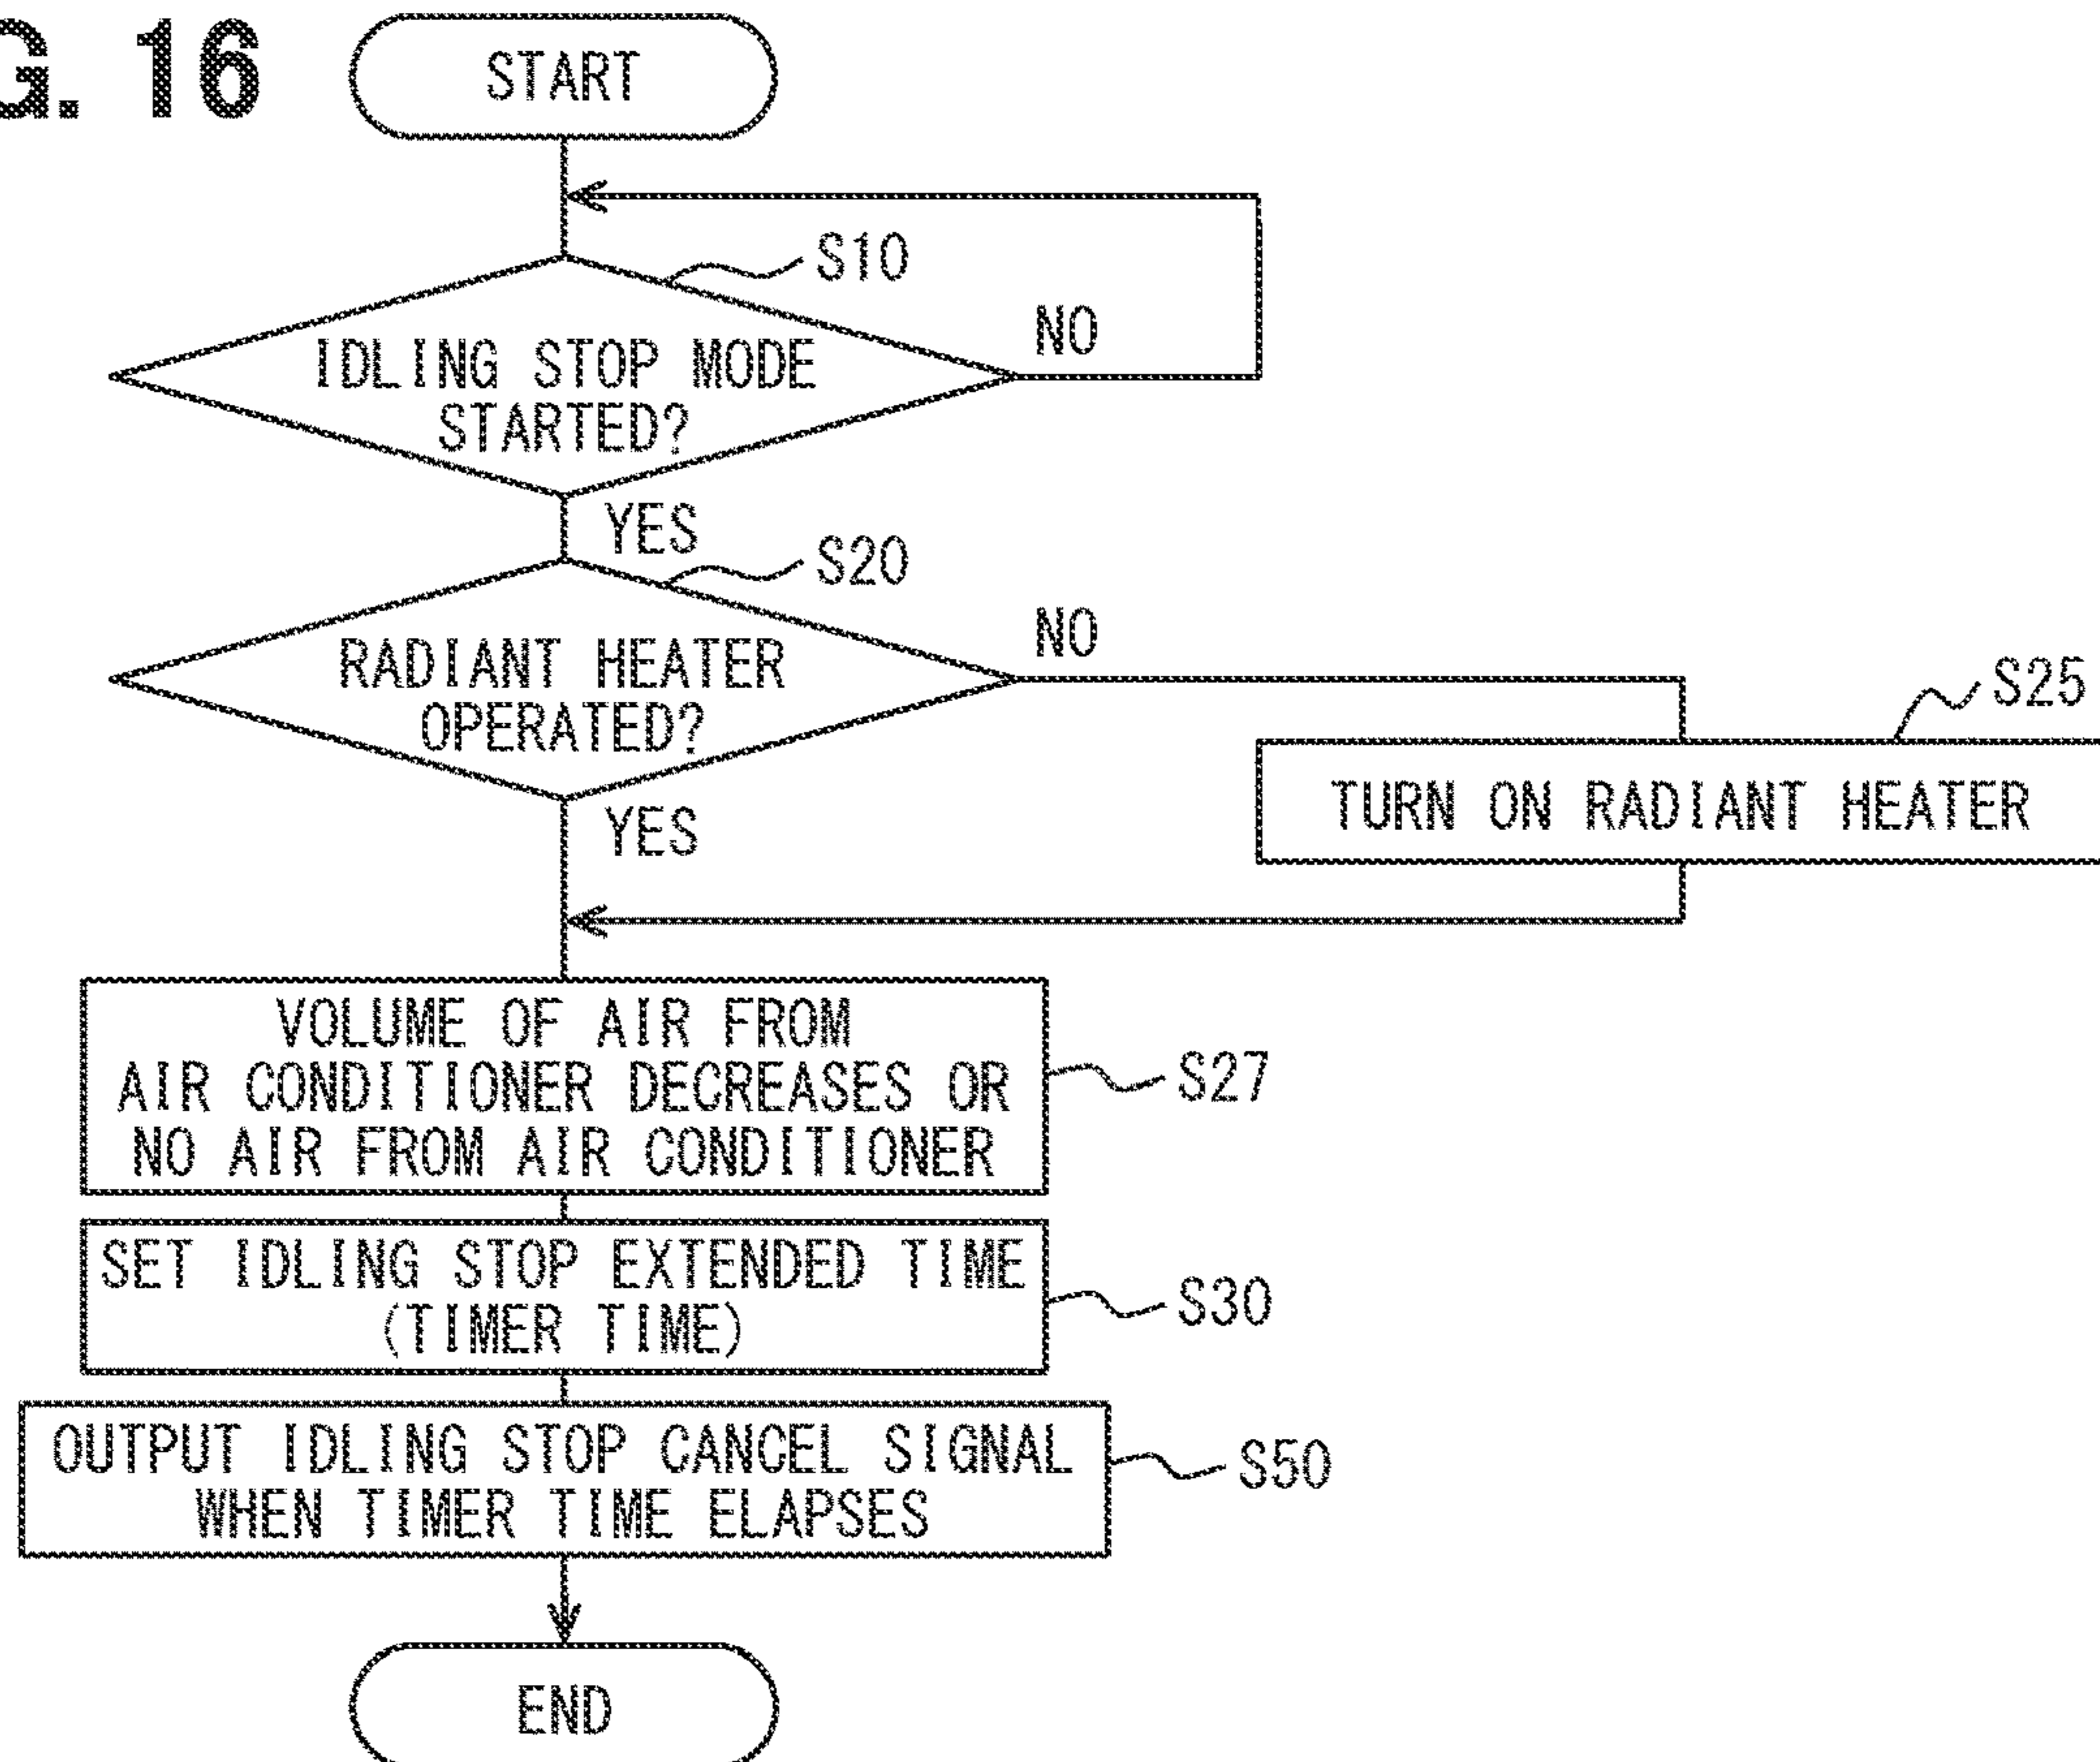 G. 16
START
S10
IDLING STOP MODE
STARTED?
NO
YES
S20
RADIANT HEATER
OPERATED?
NO
S25
TURN ON RADIANT HEATER
YES
VOLUME OF AIR FROM
AIR CONDITIONER DECREASES OR
NO AIR FROM AIR CONDITIONER
S27
SET IDLING STOP EXTENDED TIME
(TIMER TIME)
S30
OUTPUT IDLING STOP CANCEL SIGNAL
WHEN TIMER TIME ELAPSES
S50
END